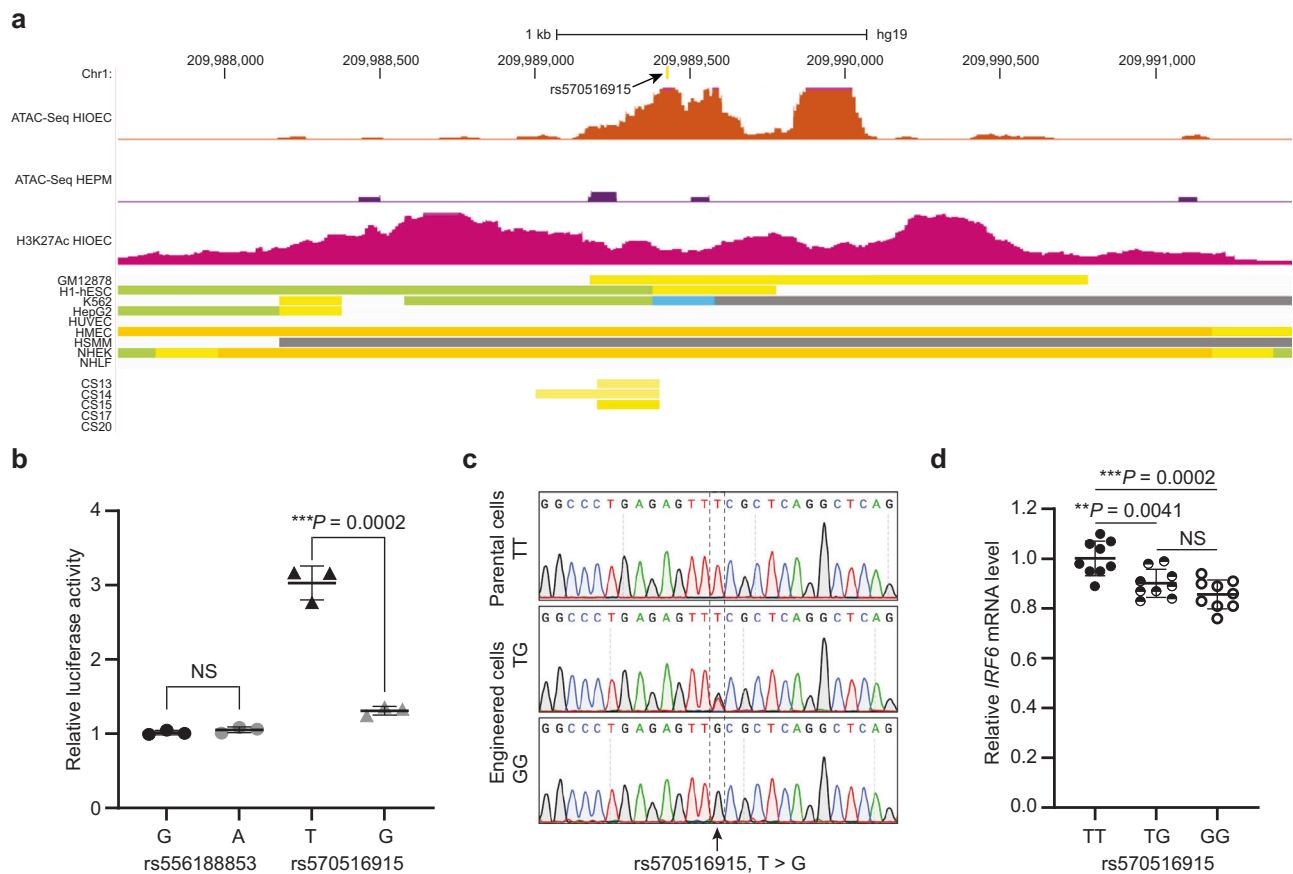 a
1 kb
hg19
Chr1:
209,988,000
209,988,500
209,989,000
209,989,500
209,990,000
209,990,500
209,991,000
rs570516915
ATAC-Seq HIOEC
ATAC-Seq HEPM
H3K27Ac HIOEC
GM12878
H1-hESC
K562
HepG2
HUVEC
HMEC
HSMM
NHEK
NHLF
CS13
CS14
CS15
CS17
CS20
b
Relative luciferase activity
4
3
2
1
0
NS
***P = 0.0002
G
A
T
G
rs556188853
rs570516915
c
Parental cells
TT
GGCCCTGAGAGTTTCGCTCAGGCTCAG
Engineered cells
TG
GGCCCTGAGAGTTTCGCTCAGGCTCAG
GG
GGCCCTGAGAGTTGCGCTCAGGCTCAG
rs570516915, T > G
d
Relative IRF6 mRNA level
1.2
1.0
0.8
0.6
0.4
0.2
0.0
***P = 0.0002
**P = 0.0041
NS
TT
TG
GG
rs570516915